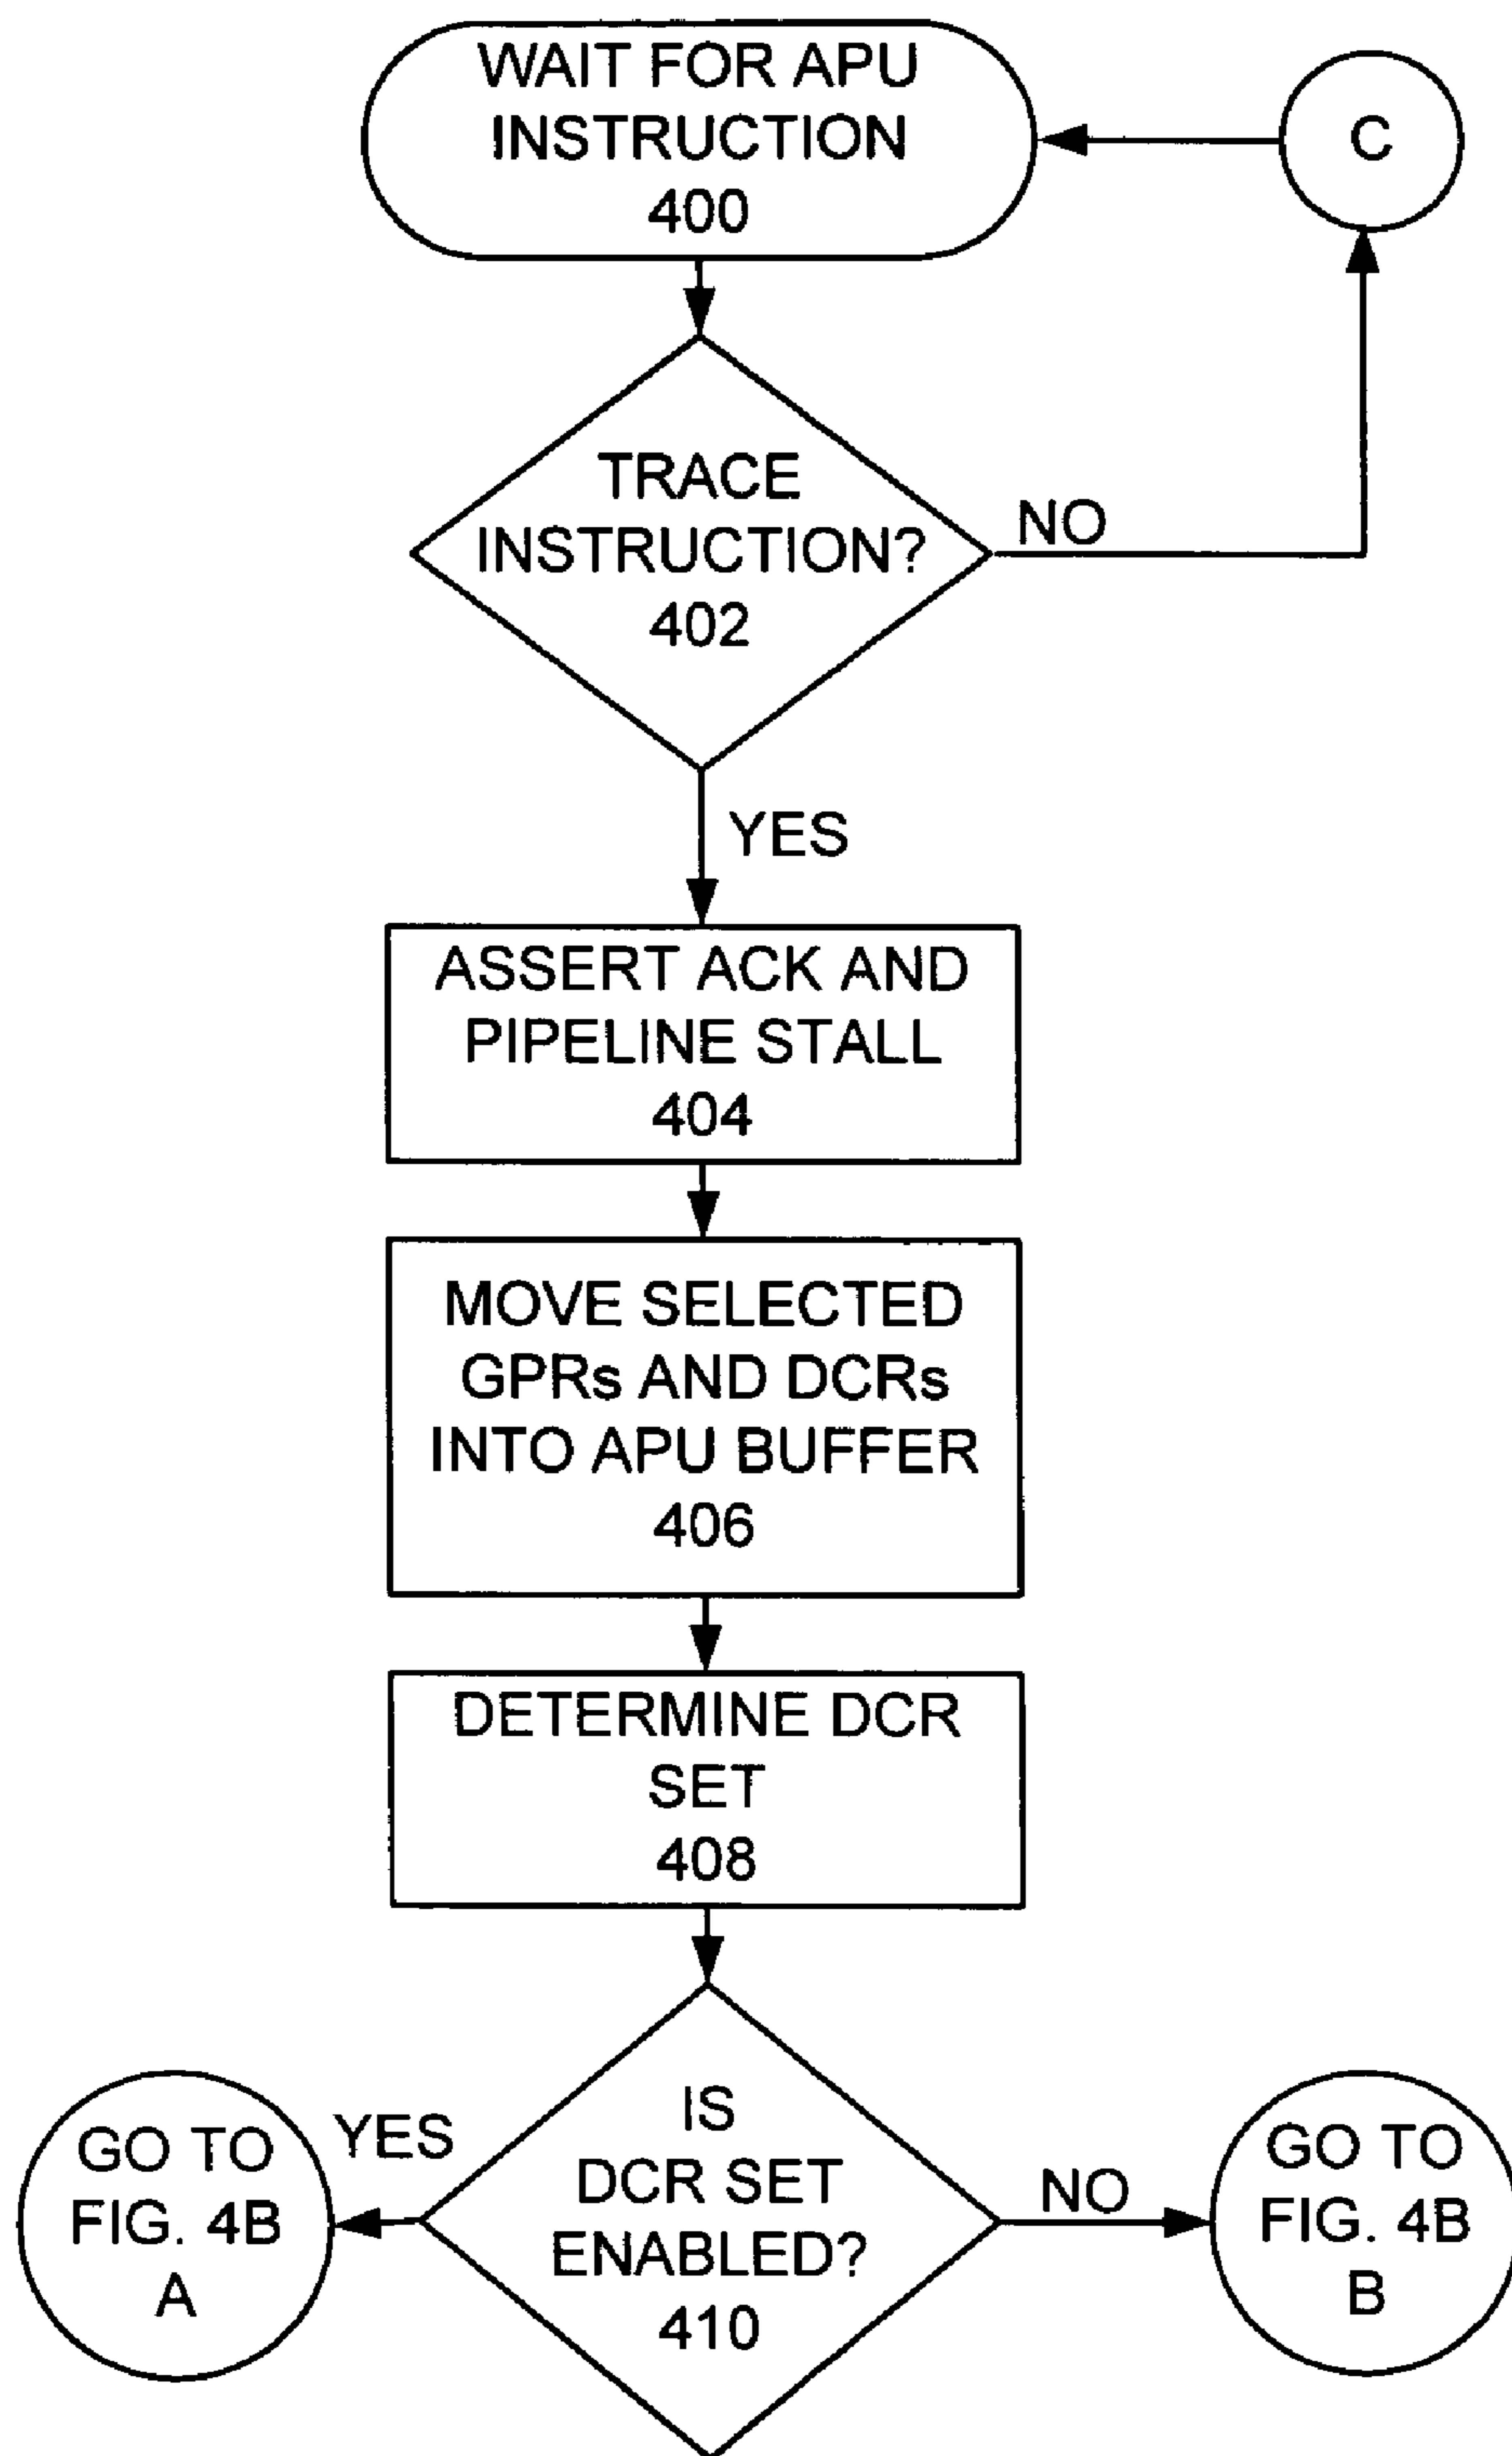 WAIT FOR APU
INSTRUCTION
400
C
TRACE
INSTRUCTION?
402
NO
YES
ASSERT ACK AND
PIPELINE STALL
404
MOVE SELECTED
GPRs AND DCRs
INTO APU BUFFER
406
DETERMINE DCR
SET
408
IS
DCR SET
ENABLED?
410
YES
GO TO
FIG. 4B
A
NO
GO TO
FIG. 4B
B